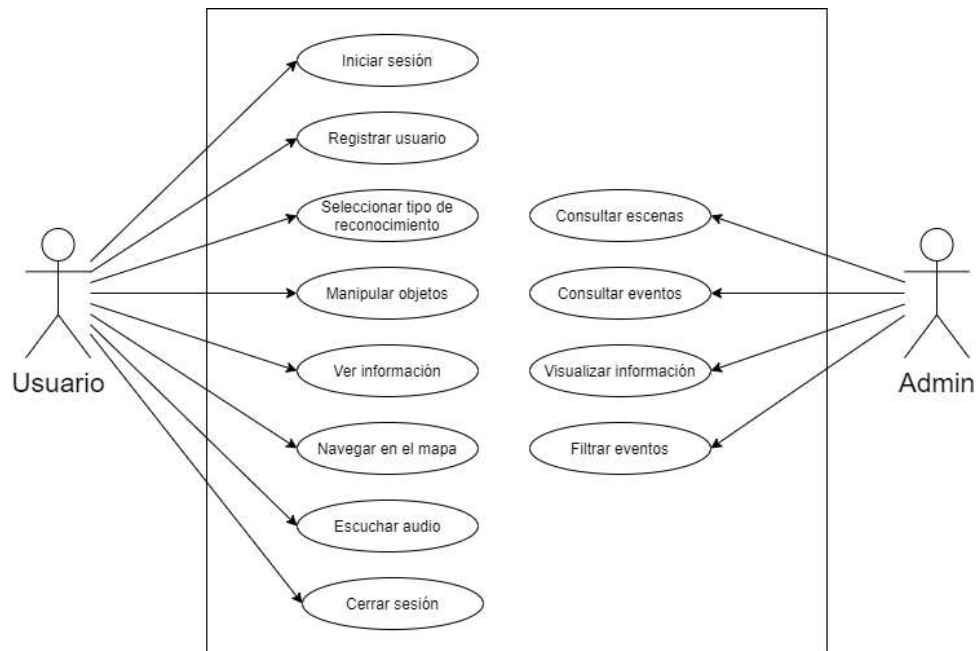 Iniciar sesión
Registrar usuario
Seleccionar tipo de
reconocimiento
Manipular objetos
Ver información
Navegar en el mapa
Escuchar audio
Cerrar sesión
Usuario
Consultar escenas
Consultar eventos
Visualizar información
Filtrar eventos
Admin